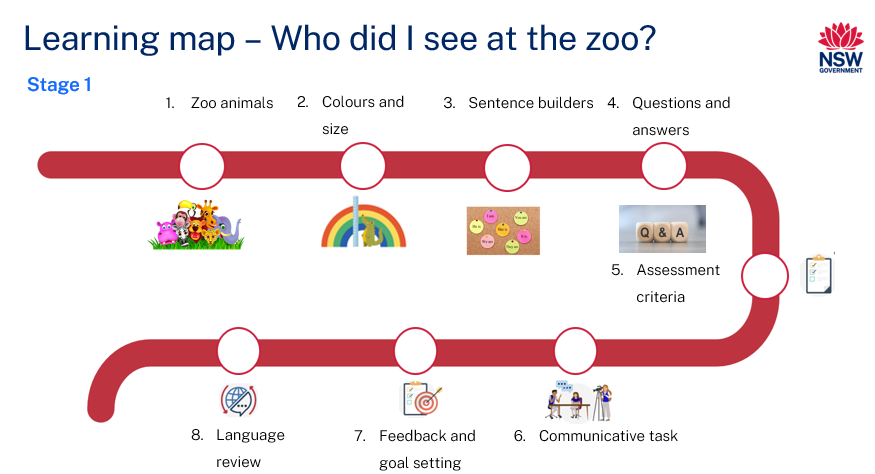 Learning map – Who did I see at the zoo?
NSW
GOVERNMENT
Stage 1
1. Zoo animals
2. Colours and
size
3. Sentence builders
4. Questions and
answers
Q & A
5. Assessment
criteria
8. Language
review
7. Feedback and
goal setting
6. Communicative task